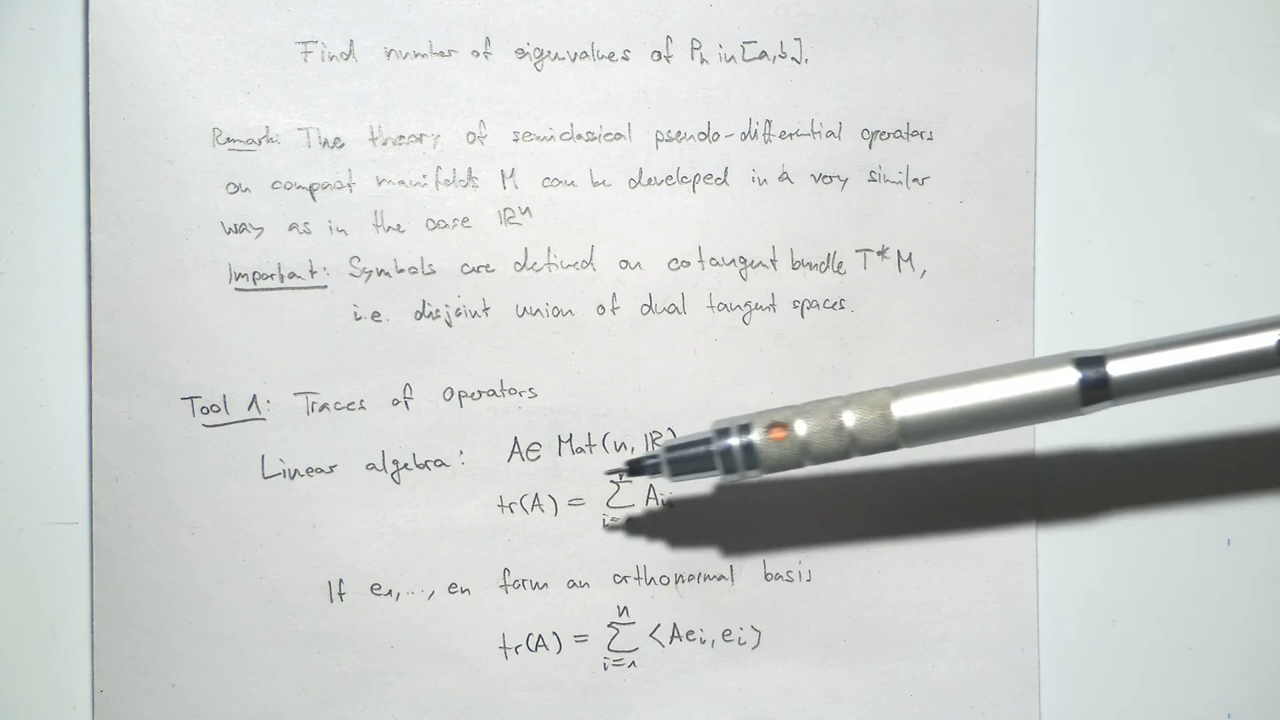 Find number of eigenvalues of Ph in [a,b].
Remark: The theory of semiclassical pseudo-differential operators
on compact manifolds M can be developed in a very similar
way as in the case ℝⁿ
Important: Symbols are defined on cotangent bundle T*M,
i.e. disjoint union of dual tangent spaces.
Tool 1: Traces of operators
Linear algebra: A∈ Mat(n, ℝ)
tr(A) = ∑ Aii
i=
If e1,..., en form an orthonormal basis
n
tr(A) = ∑ ⟨Aei, ei⟩
i=1